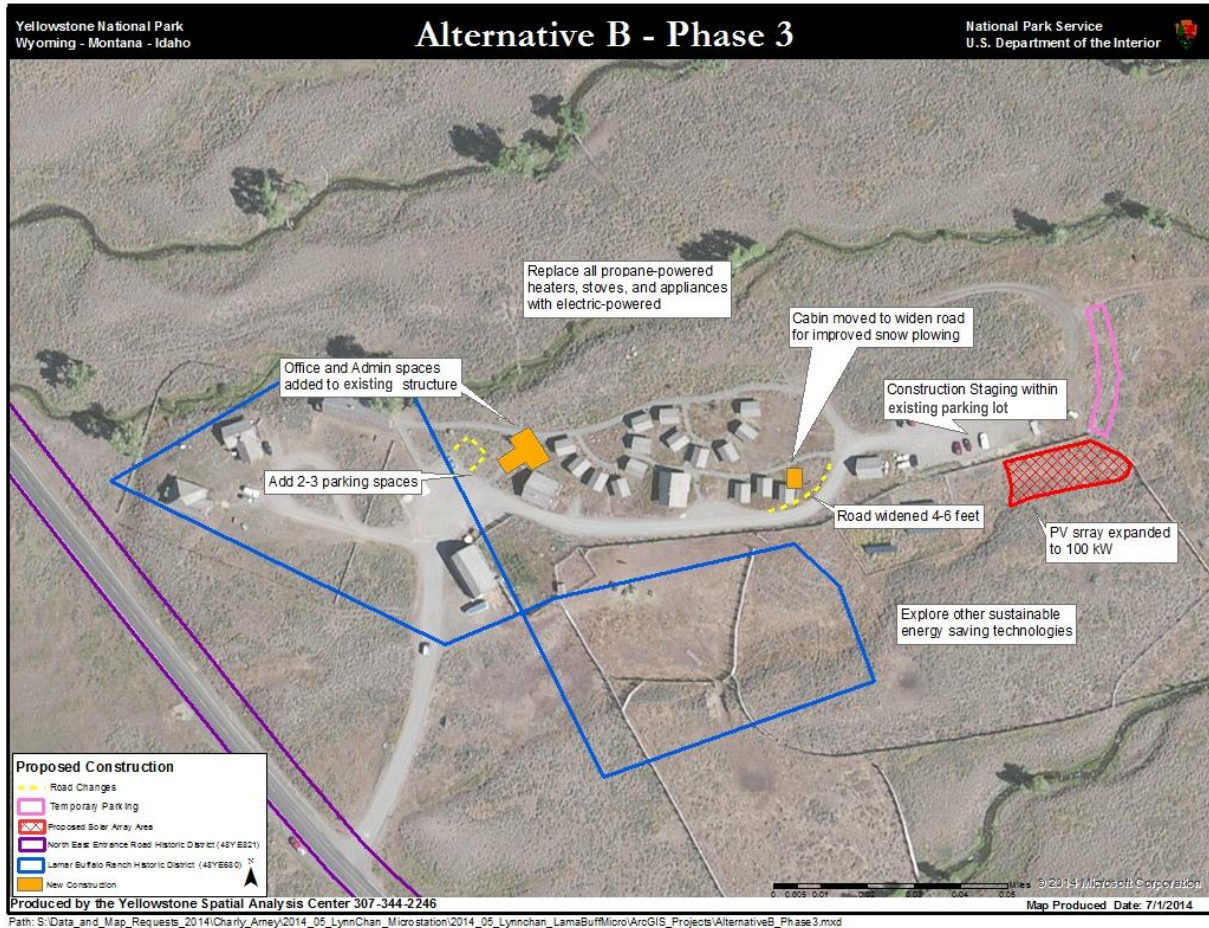 Yellowstone National Park
Wyoming - Montana - Idaho
Alternative B - Phase 3
National Park Service
U.S. Department of the Interior
Replace all propane-powered
heaters, stoves, and appliances
with electric-powered
Cabin moved to widen road
for improved snow plowing
Office and Admin spaces
added to existing structure
Construction Staging within
existing parking lot
Add 2-3 parking spaces
Road widened 4-6 feet
PV srray expanded
to 100 kW
Explore other sustainable
energy saving technologies
Proposed Construction
Road Changes
Temporary Parking
Proposed Solar Array Area
North East Entrance Road Historic District (48YE821)
Lamar Buffalo Ranch Historic District (48YE680)
New Construction
N
0 0.005 0.01 0.02 0.03 0.04 0.05
Miles
© 2014 Microsoft Corporation
Produced by the Yellowstone Spatial Analysis Center 307-344-2246
Map Produced Date: 7/1/2014
Path: S:\Data_and_Map_Requests_2014\Charly_Arney\2014_05_LynnChan_Microstation\2014_05_Lynnchan_LamaBuffMicro\ArcGIS_Projects\AlternativeB_Phase3.mxd